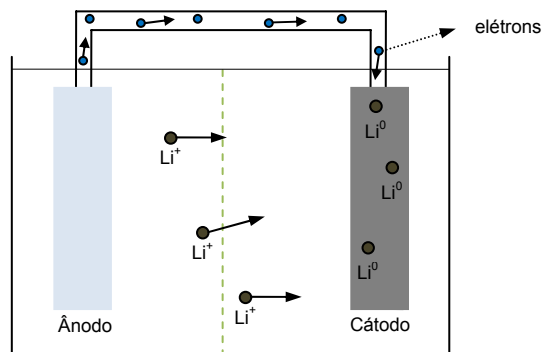 elétrons
Li⁰
Li⁺
Li⁰
Li⁺
Li⁰
Li⁺
Ânodo
Cátodo